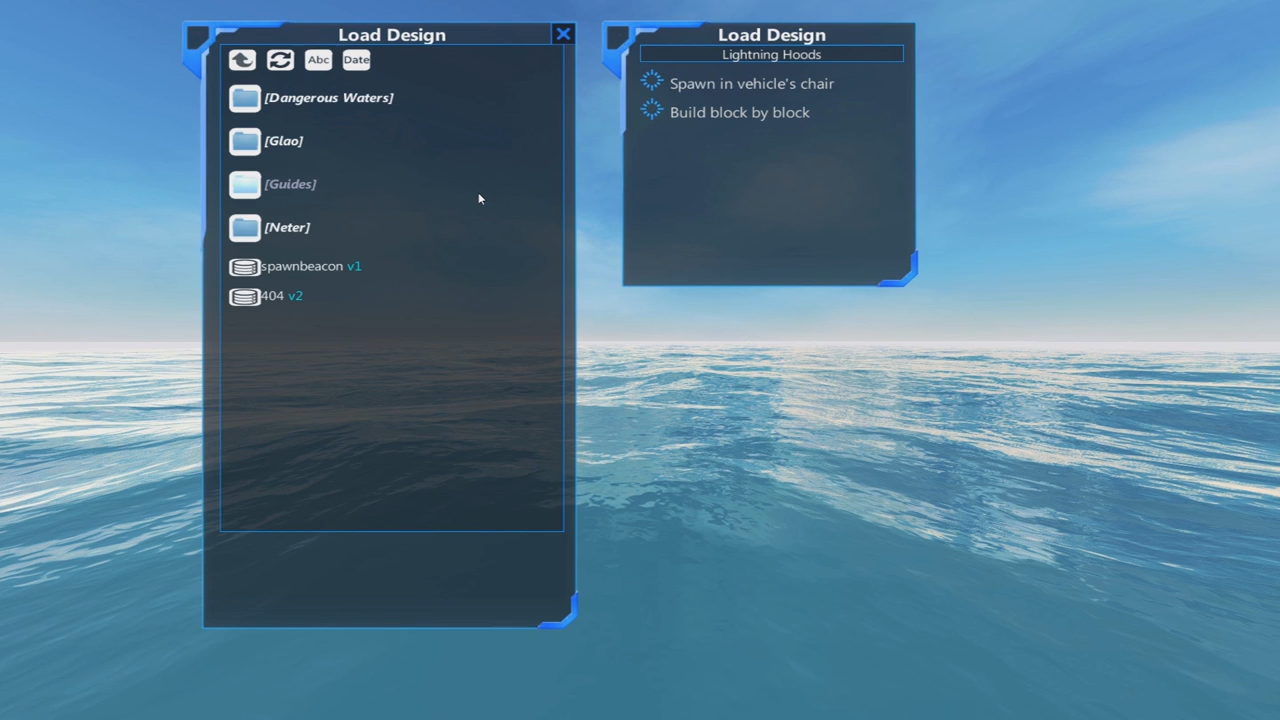 Load Design
Abc
Date
[Dangerous Waters]
[Glao]
[Guides]
[Neter]
spawnbeacon v1
404 v2
Load Design
Lightning Hoods
Spawn in vehicle's chair
Build block by block